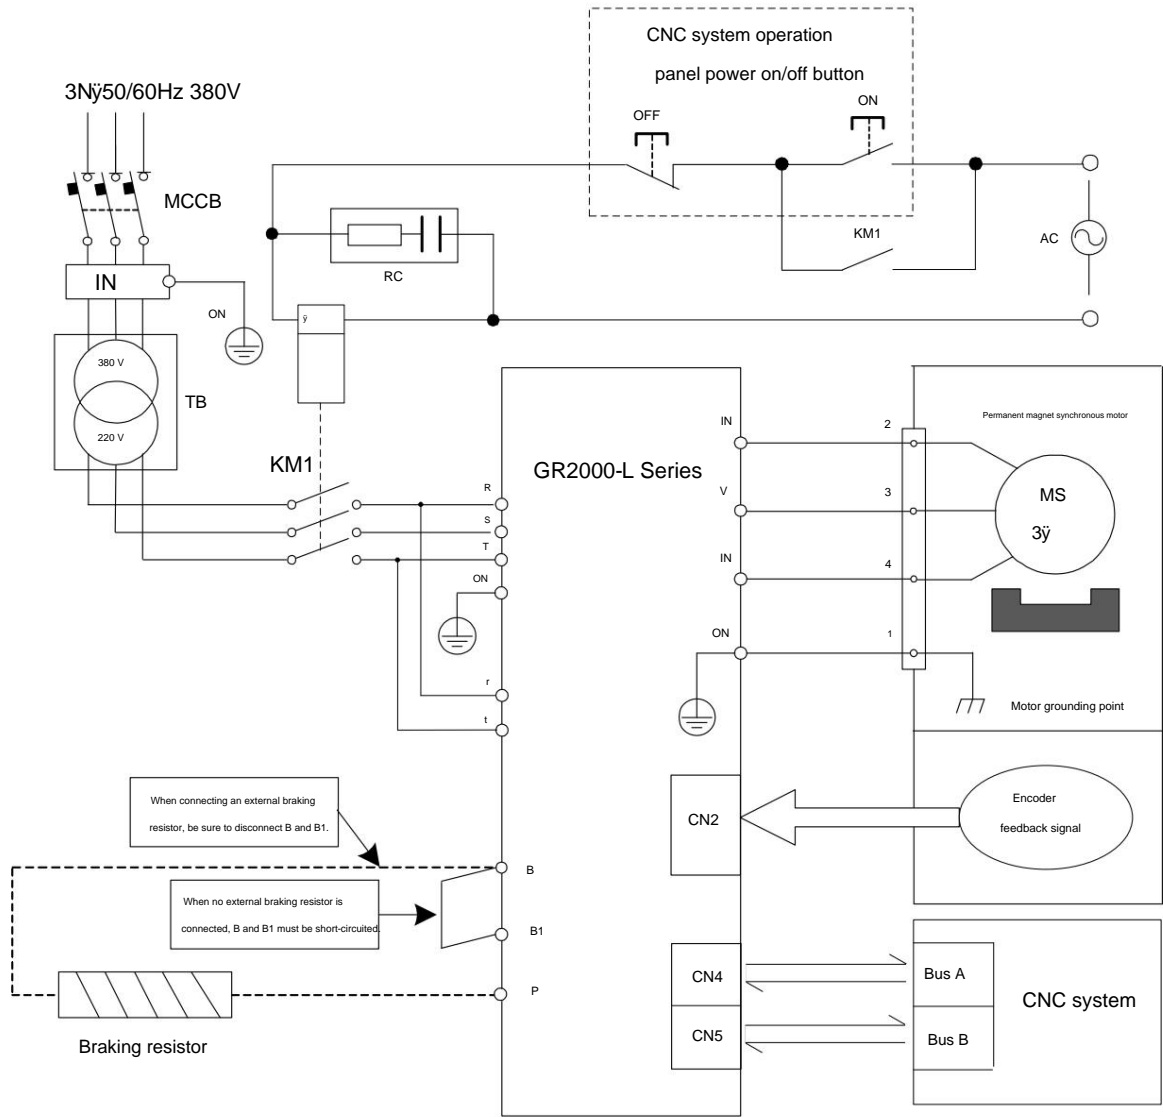 CNC system operation
panel power on/off button
OFF
ON
3Nÿ50/60Hz 380V
MCCB
KM1
AC
RC
IN
ON
ÿ
380 V
TB
220 V
KM1
GR2000-L Series
R
S
T
ON
r
t
IN
V
IN
ON
2
3
4
1
Permanent magnet synchronous motor
MS
3ÿ
Motor grounding point
When connecting an external braking
resistor, be sure to disconnect B and B1.
When no external braking resistor is
connected, B and B1 must be short-circuited.
B
B1
P
Braking resistor
CN2
Encoder
feedback signal
CN4
CN5
Bus A
Bus B
CNC system